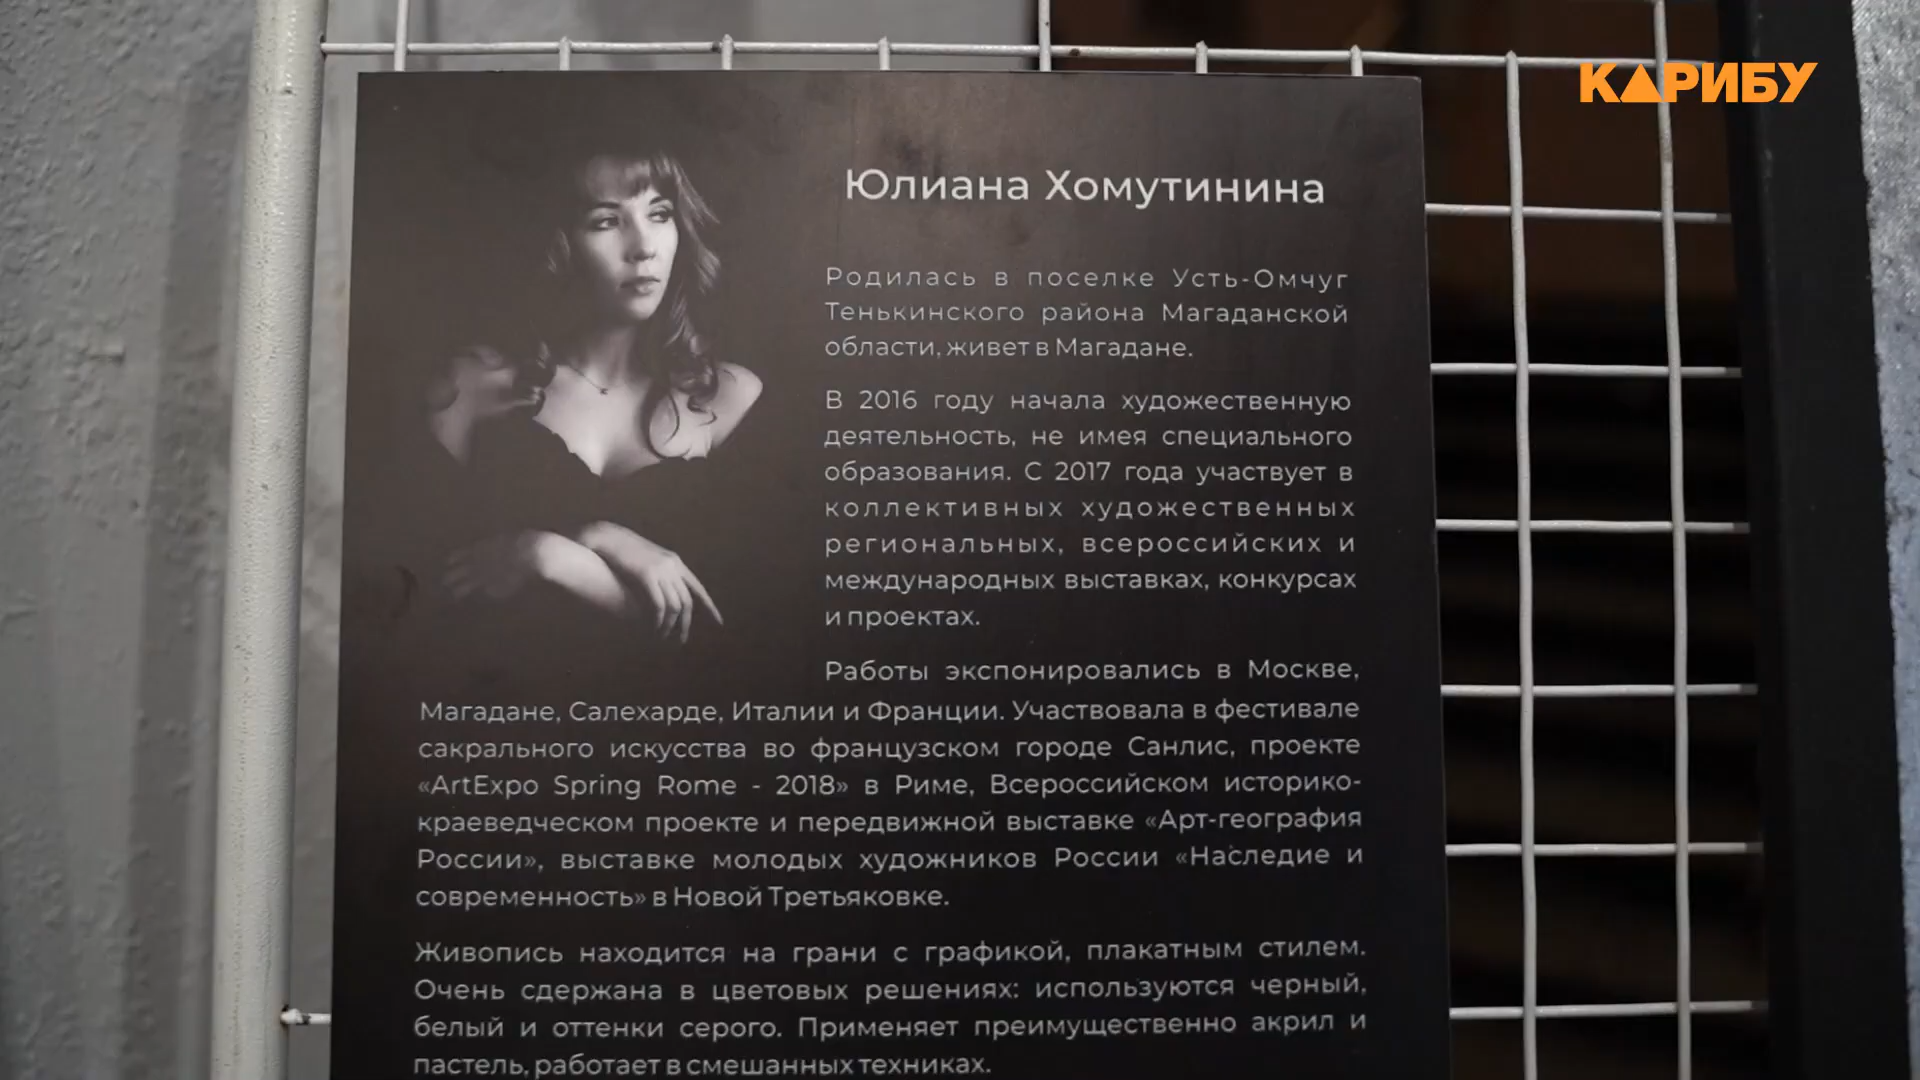 КАРИБУ
Юлиана Хомутинина
Родилась в поселке Усть-Омчуг
Тенькинского района Магаданской
области, живет в Магадане.
В 2016 году начала художественную
деятельность, не имея специального
образования. С 2017 года участвует в
коллективных художественных
региональных, всероссийских и
международных выставках, конкурсах
и проектах.
Работы экспонировались в Москве,
Магадане, Салехарде, Италии и Франции. Участвовала в фестивале
сакрального искусства во французском городе Санлис, проекте
«ArtExpo Spring Rome - 2018» в Риме, Всероссийском историко-
краеведческом проекте и передвижной выставке «Арт-география
России», выставке молодых художников России «Наследие и
современность» в Новой Третьяковке.
Живопись находится на грани с графикой, плакатным стилем.
Очень сдержана в цветовых решениях: используются черный,
белый и оттенки серого. Применяет преимущественно акрил и
пастель, работает в смешанных техниках.